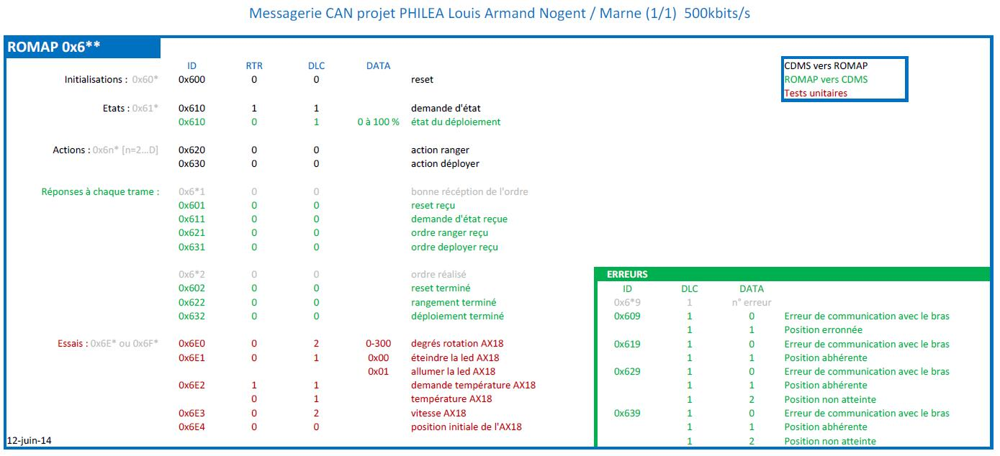 Messagerie CAN projet PHILEA Louis Armand Nogent / Marne (1/1) 500kbits/s
ROMAP 0x6**
ID RTR DLC DATA
Initialisations : 0x60* 0x600 0 0 reset
Etats : 0x61* 0x610 1 1 demande d'état
0x610 0 1 0 à 100 % état du déploiement
Actions : 0x6n* [n=2...D] 0x620 0 0 action ranger
0x630 0 0 action déployer
Réponses à chaque trame : 0x6*1 0 0 bonne récéption de l'ordre
0x601 0 0 reset reçu
0x611 0 0 demande d'état reçue
0x621 0 0 ordre ranger reçu
0x631 0 0 ordre deployer reçu
0x6*2 0 0 ordre réalisé
0x602 0 0 reset terminé
0x622 0 0 rangement terminé
0x632 0 0 déploiement terminé
Essais : 0x6E* ou 0x6F* 0x6E0 0 2 0-300 degrés rotation AX18
0x6E1 0 1 0x00 éteindre la led AX18
0x01 allumer la led AX18
0x6E2 1 1 demande température AX18
0 1 température AX18
0x6E3 0 2 vitesse AX18
0x6E4 0 0 position initiale de l'AX18
12-juin-14
CDMS vers ROMAP
ROMAP vers CDMS
Tests unitaires
ERREURS
ID DLC DATA
0x6*9 1 n° erreur
0x609 1 0 Erreur de communication avec le bras
1 1 Position erronnée
0x619 1 0 Erreur de communication avec le bras
1 1 Position abhérente
0x629 1 0 Erreur de communication avec le bras
1 1 Position abhérente
1 2 Position non atteinte
0x639 1 0 Erreur de communication avec le bras
1 1 Position abhérente
1 2 Position non atteinte